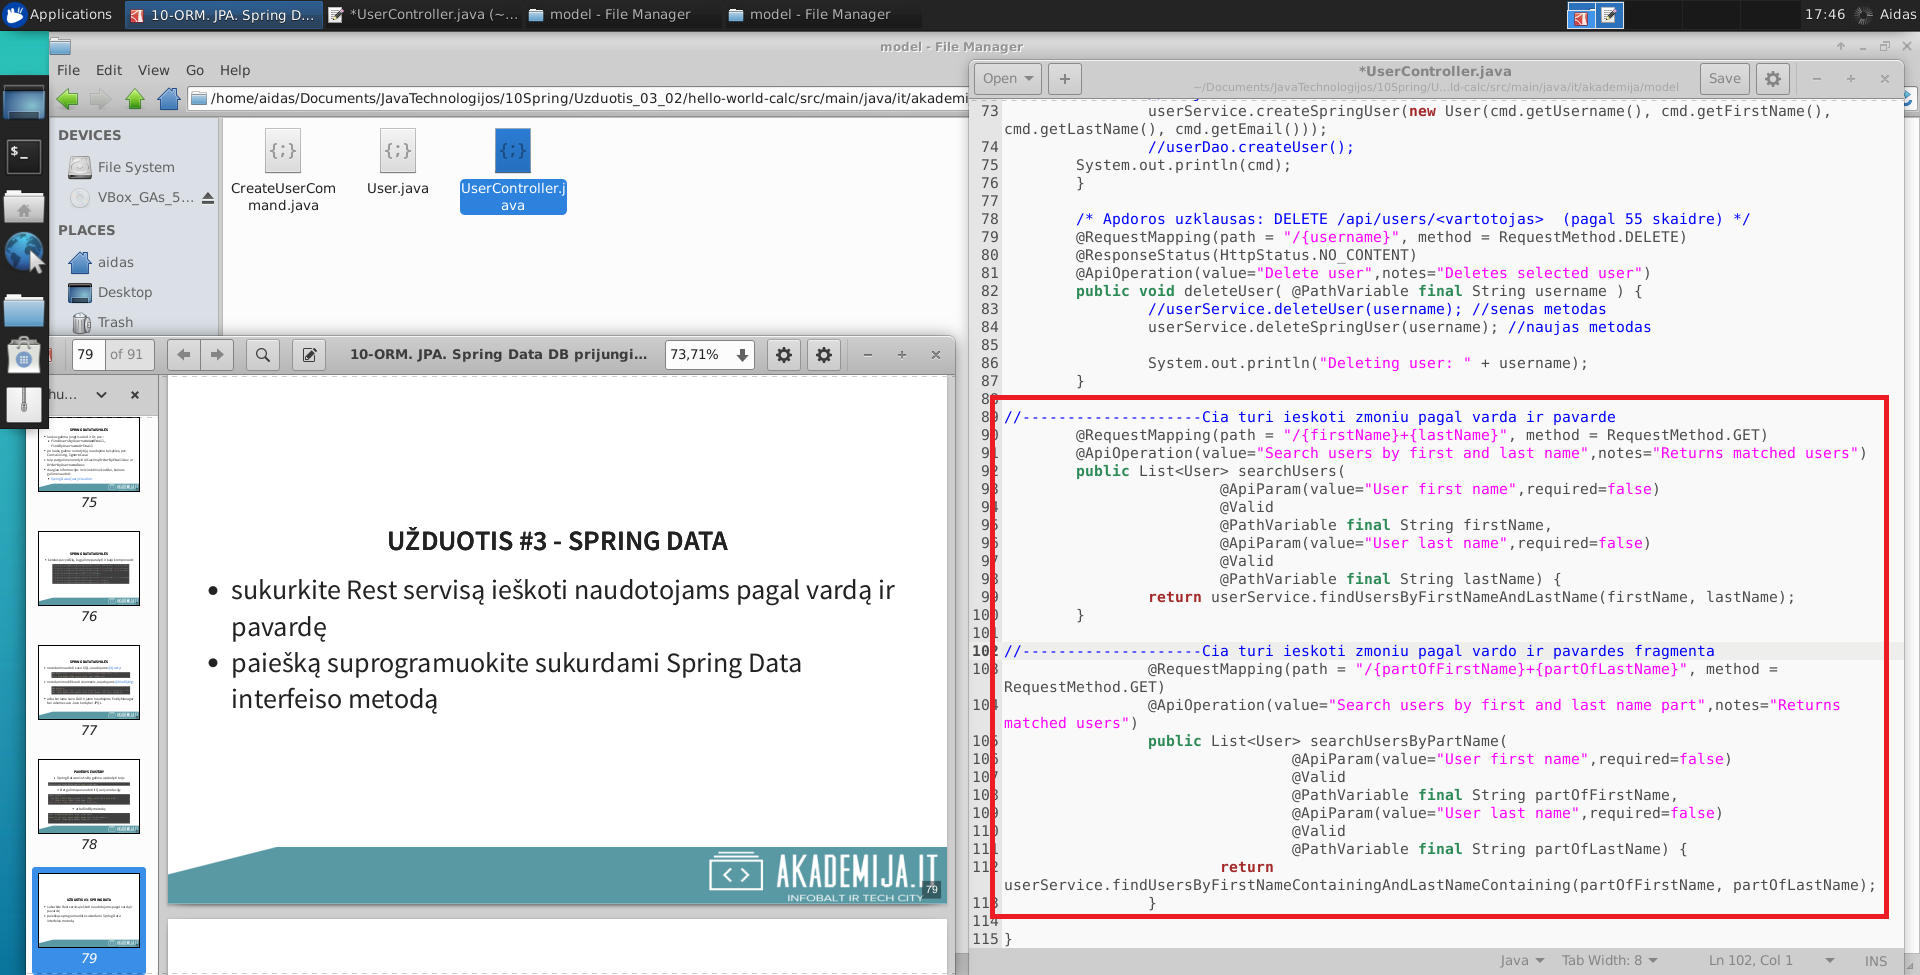 Applications
10-ORM. JPA. Spring D...
*UserController.java (~...
model - File Manager
model - File Manager
17:46
Aidas
model - File Manager
File Edit View Go Help
/home/aidas/Documents/JavaTechnologijos/10Spring/Uzduotis_03_02/hello-world-calc/src/main/java/it/akademi
DEVICES
File System
VBox_GAs_5...
PLACES
aidas
Desktop
Trash
CreateUserCom
mand.java
User.java
UserController.j
ava
79 of 91
10-ORM. JPA. Spring Data DB prijungi...
73,71%
75
76
77
78
79
UŽDUOTIS #3 - SPRING DATA
• sukurkite Rest servisą ieškoti naudotojams pagal vardą ir
pavardę
• paiešką suprogramuokite sukurdami Spring Data
interfeiso metodą
AKADEMIJA.IT
INFOBALT IR TECH CITY
79
Open
*UserController.java
~/Documents/JavaTechnologijos/10Spring/U...ld-calc/src/main/java/it/akademija/model
Save
73 userService.createSpringUser(new User(cmd.getUsername(), cmd.getFirstName(),
cmd.getLastName(), cmd.getEmail()));
74 //userDao.createUser();
75 System.out.println(cmd);
76 }
77
78 /* Apdoros uzklausas: DELETE /api/users/<vartotojas>  (pagal 55 skaidre) */
79 @RequestMapping(path = "/{username}", method = RequestMethod.DELETE)
80 @ResponseStatus(HttpStatus.NO_CONTENT)
81 @ApiOperation(value="Delete user",notes="Deletes selected user")
82 public void deleteUser( @PathVariable final String username ) {
83 //userService.deleteUser(username); //senas metodas
84 userService.deleteSpringUser(username); //naujas metodas
85
86 System.out.println("Deleting user: " + username);
87 }
88
89 //--------------------Cia turi ieskoti zmoniu pagal varda ir pavarde
90 @RequestMapping(path = "/{firstName}+{lastName}", method = RequestMethod.GET)
91 @ApiOperation(value="Search users by first and last name",notes="Returns matched users")
92 public List<User> searchUsers(
93 @ApiParam(value="User first name",required=false)
94 @Valid
95 @PathVariable final String firstName,
96 @ApiParam(value="User last name",required=false)
97 @Valid
98 @PathVariable final String lastName) {
99 return userService.findUsersByFirstNameAndLastName(firstName, lastName);
100 }
101
102 //--------------------Cia turi ieskoti zmoniu pagal vardo ir pavardes fragmenta
103 @RequestMapping(path = "/{partOfFirstName}+{partOfLastName}", method =
RequestMethod.GET)
104 @ApiOperation(value="Search users by first and last name part",notes="Returns
matched users")
105 public List<User> searchUsersByPartName(
106 @ApiParam(value="User first name",required=false)
107 @Valid
108 @PathVariable final String partOfFirstName,
109 @ApiParam(value="User last name",required=false)
110 @Valid
111 @PathVariable final String partOfLastName) {
112 return
userService.findUsersByFirstNameContainingAndLastNameContaining(partOfFirstName, partOfLastName);
113 }
114
115 }
Java
Tab Width: 8
Ln 102, Col 1
INS